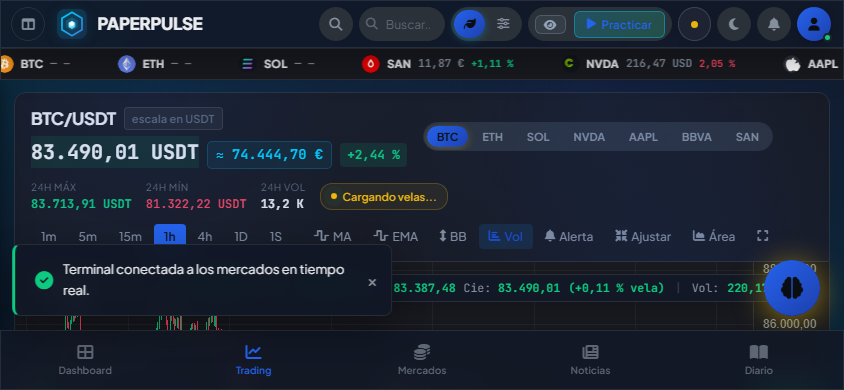 PAPERPULSE
Buscar..
Practicar
BTC — —
ETH — —
SOL — —
SAN 11,87 € +1,11 %
NVDA 216,47 USD 2,05 %
AAPL
BTC/USDT escala en USDT
83.490,01 USDT ≈ 74.444,70 € +2,44 %
BTC ETH SOL NVDA AAPL BBVA SAN
24H MÁX 24H MÍN 24H VOL
83.713,91 USDT 81.322,22 USDT 13,2 K
Cargando velas...
1m 5m 15m 1h 4h 1D 1S MA EMA BB Vol Alerta Ajustar Área
Terminal conectada a los mercados en tiempo
real.
×
83.387,48 Cie: 83.490,01 (+0,11 % vela) | Vol:
86.000,00
Dashboard
Trading
Mercados
Noticias
Diario